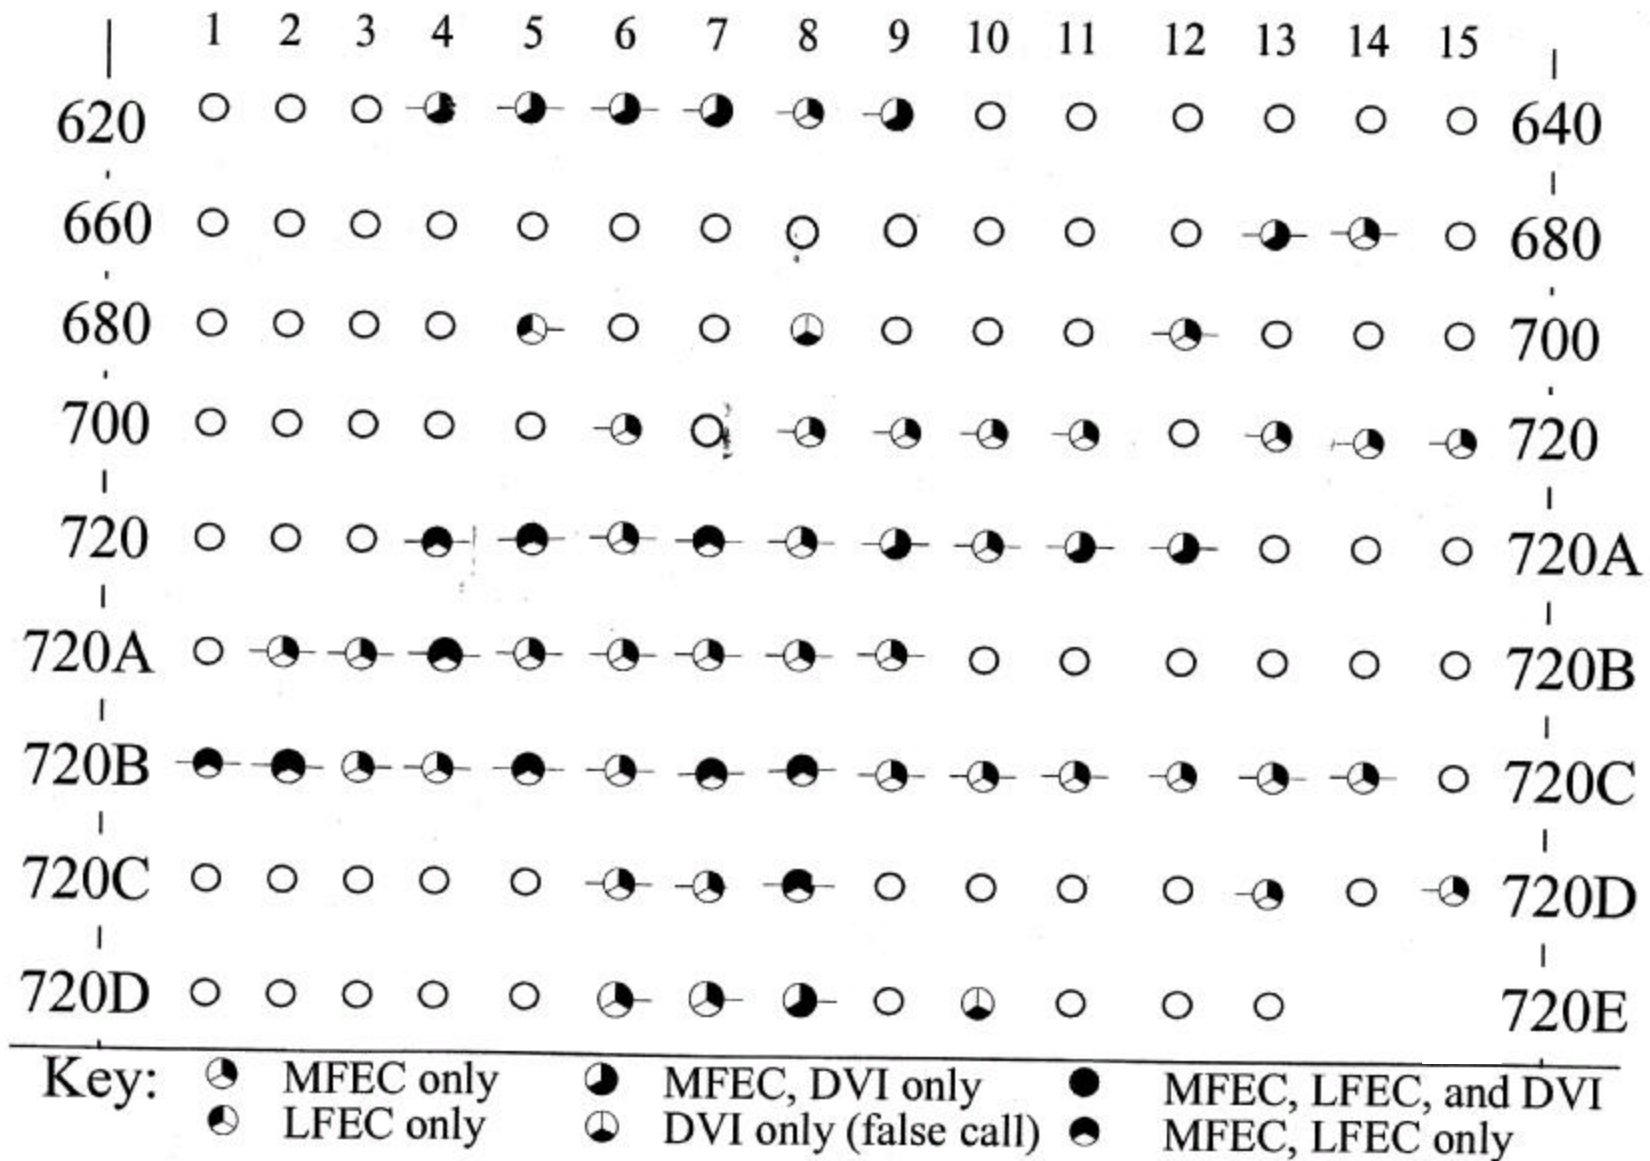 1 2 3 4 5 6 7 8 9 10 11 12 13 14 15
620 640
660 680
680 700
700 720
720 720A
720A 720B
720B 720C
720C 720D
720D 720E
Key: MFEC only MFEC, DVI only MFEC, LFEC, and DVI
LFEC only DVI only (false call) MFEC, LFEC only